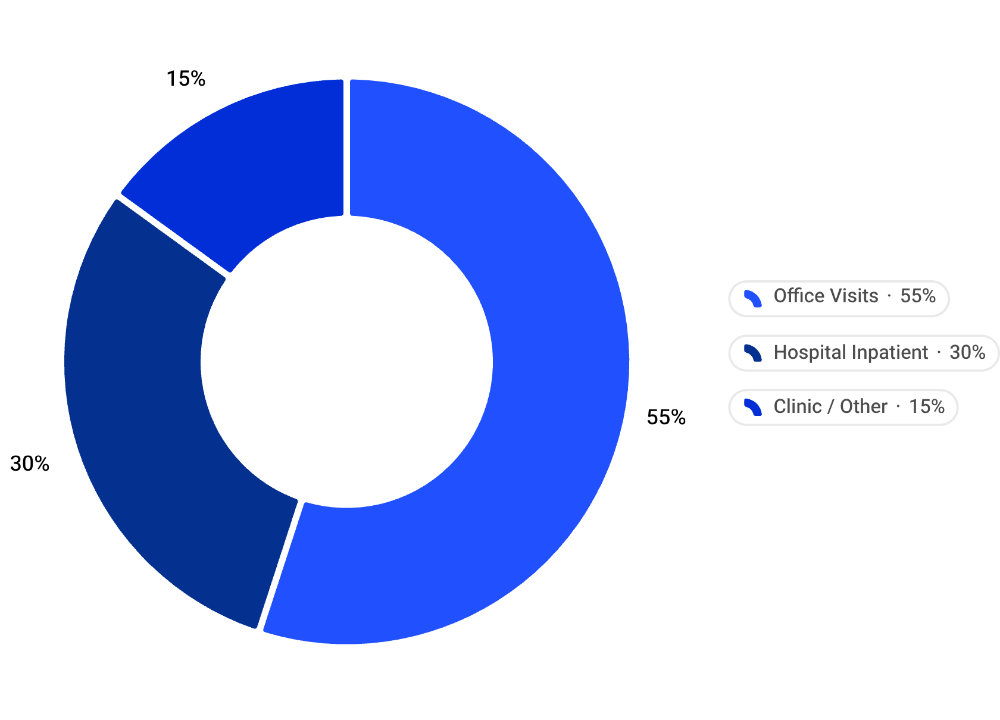 15%
55%
30%
Office Visits · 55%
Hospital Inpatient · 30%
Clinic / Other · 15%